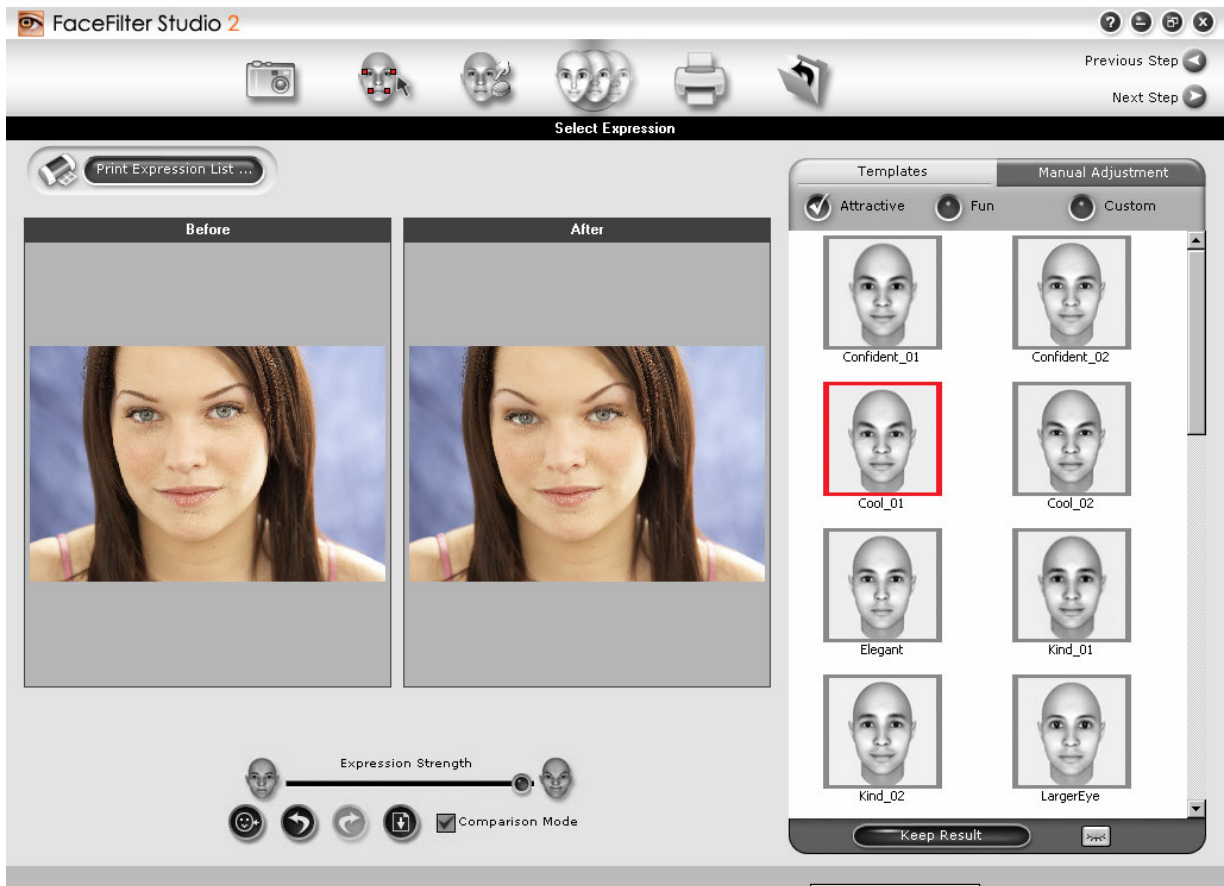 FaceFilter Studio 2
Previous Step
Next Step
Select Expression
Print Expression List ...
Templates
Manual Adjustment
Attractive
Fun
Custom
Before
After
Confident_01
Confident_02
Cool_01
Cool_02
Elegant
Kind_01
Kind_02
LargerEye
Expression Strength
Comparison Mode
Keep Result